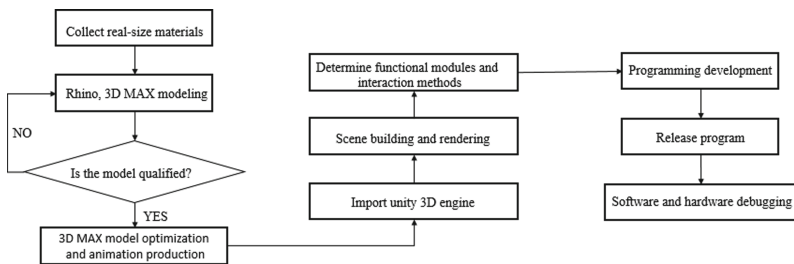 Collect real-size materials
Rhino, 3D MAX modeling
NO
Is the model qualified?
YES
3D MAX model optimization
and animation production
Import unity 3D engine
Scene building and rendering
Determine functional modules and
interaction methods
Programming development
Release program
Software and hardware debugging